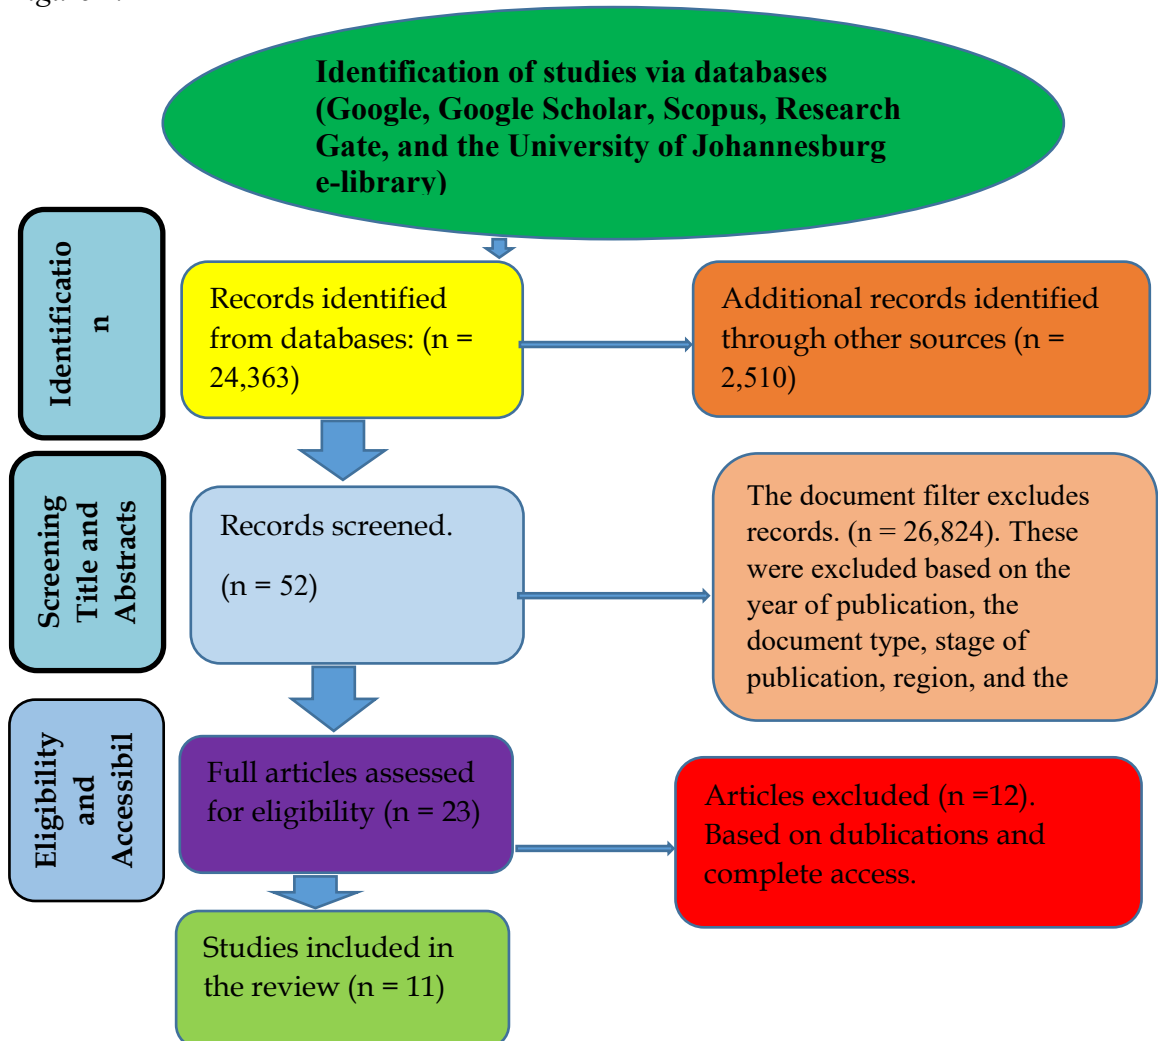 Identification of studies via databases
(Google, Google Scholar, Scopus, Research
Gate, and the University of Johannesburg
e-library)
Identificatio
n
Records identified
from databases: (n =
24,363)
Additional records identified
through other sources (n =
2,510)
Screening
Title and
Abstracts
Records screened.
(n = 52)
The document filter excludes
records. (n = 26,824). These
were excluded based on the
year of publication, the
document type, stage of
publication, region, and the
Eligibility
and
Accessibil
Full articles assessed
for eligibility (n = 23)
Articles excluded (n =12).
Based on dublications and
complete access.
Studies included in
the review (n = 11)